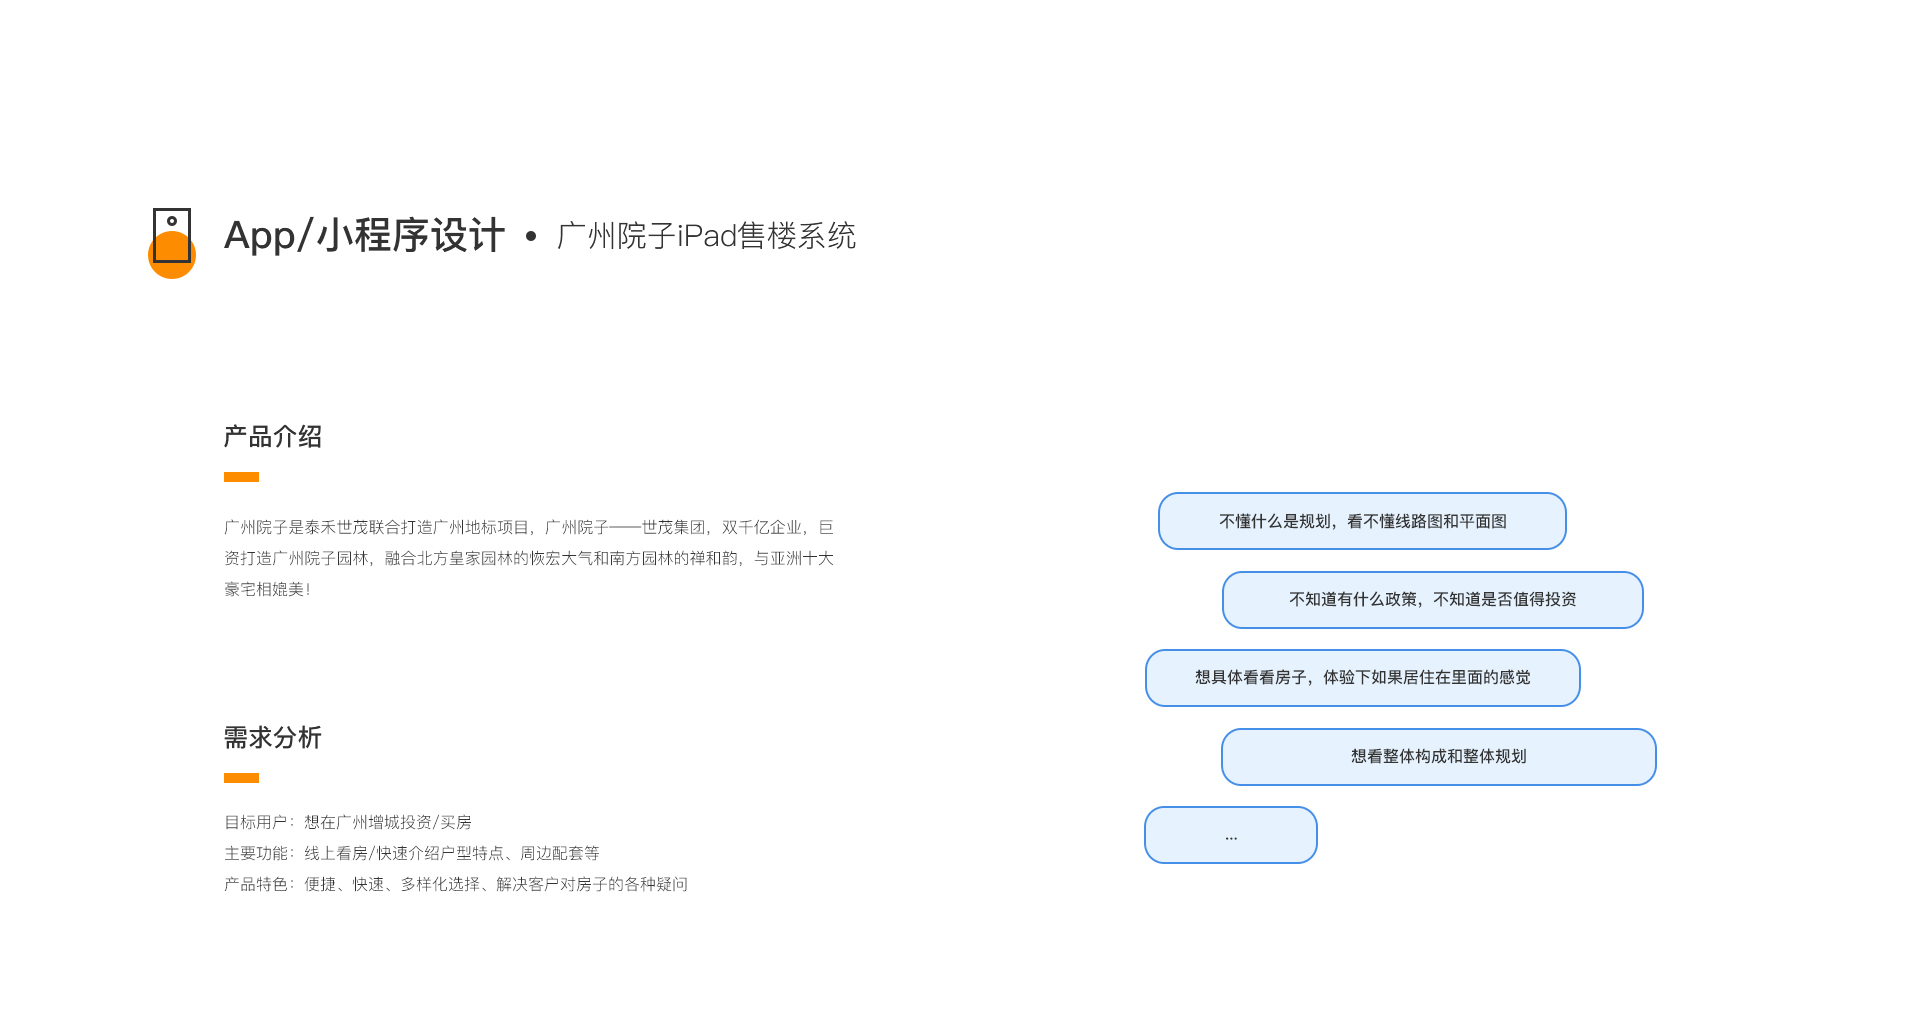 App/小程序设计 • 广州院子iPad售楼系统
产品介绍
广州院子是泰禾世茂联合打造广州地标项目，广州院子——世茂集团，双千亿企业，巨
资打造广州院子园林，融合北方皇家园林的恢宏大气和南方园林的禅和韵，与亚洲十大
豪宅相媲美！
需求分析
目标用户：想在广州增城投资/买房
主要功能：线上看房/快速介绍户型特点、周边配套等
产品特色：便捷、快速、多样化选择、解决客户对房子的各种疑问
不懂什么是规划，看不懂线路图和平面图
不知道有什么政策，不知道是否值得投资
想具体看看房子，体验下如果居住在里面的感觉
想看整体构成和整体规划
...